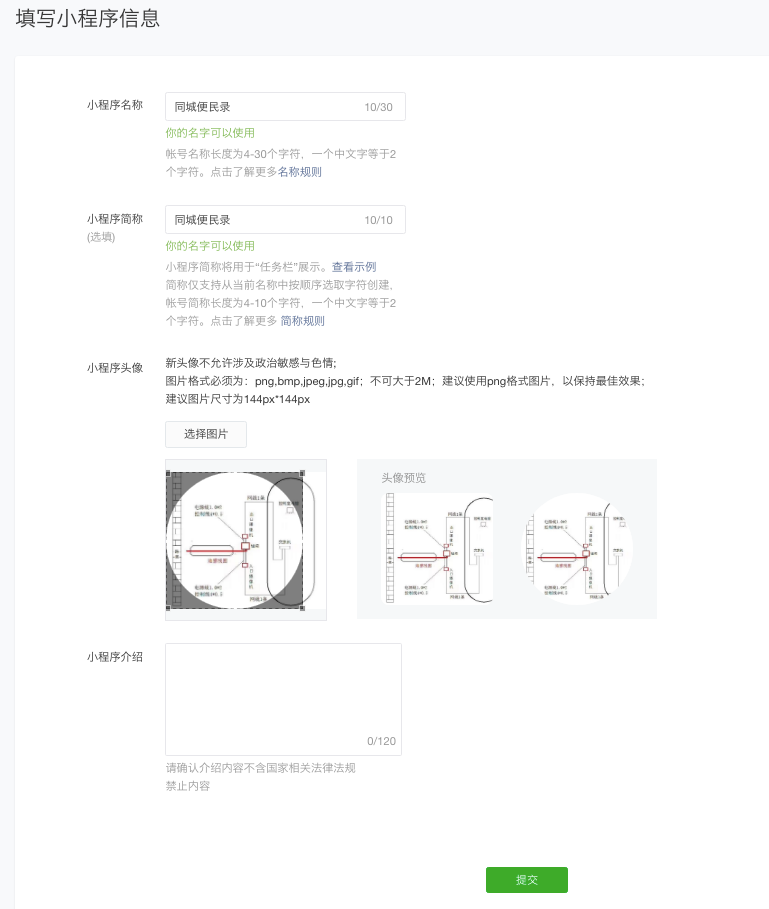 填写小程序信息
小程序名称
同城便民录 10/30
你的名字可以使用
帐号名称长度为4-30个字符，一个中文字等于2
个字符。点击了解更多名称规则
小程序简称
(选填)
同城便民录 10/10
你的名字可以使用
小程序简称将用于“任务栏”展示。查看示例
简称仅支持从当前名称中按顺序选取字符创建，
帐号简称长度为4-10个字符，一个中文字等于2
个字符。点击了解更多 简称规则
小程序头像
新头像不允许涉及政治敏感与色情;
图片格式必须为：png,bmp,jpeg,jpg,gif；不可大于2M；建议使用png格式图片，以保持最佳效果；
建议图片尺寸为144px*144px
选择图片
头像预览
小程序介绍
0/120
请确认介绍内容不含国家相关法律法规
禁止内容
提交